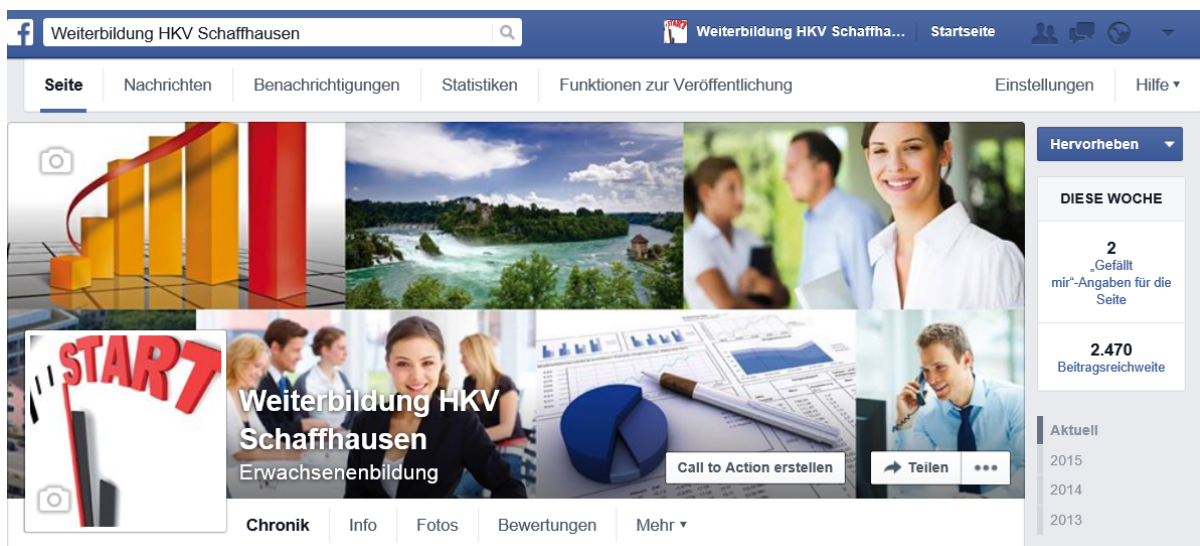 f
Weiterbildung HKV Schaffhausen
START
Weiterbildung HKV Schaffha...
Startseite
Seite
Nachrichten
Benachrichtigungen
Statistiken
Funktionen zur Veröffentlichung
Einstellungen
Hilfe
Hervorheben
DIESE WOCHE
2
„Gefällt
mir“-Angaben für die
Seite
2.470
Beitragsreichweite
Aktuell
2015
2014
2013
START
Weiterbildung HKV
Schaffhausen
Erwachsenenbildung
Call to Action erstellen
Teilen
Chronik
Info
Fotos
Bewertungen
Mehr